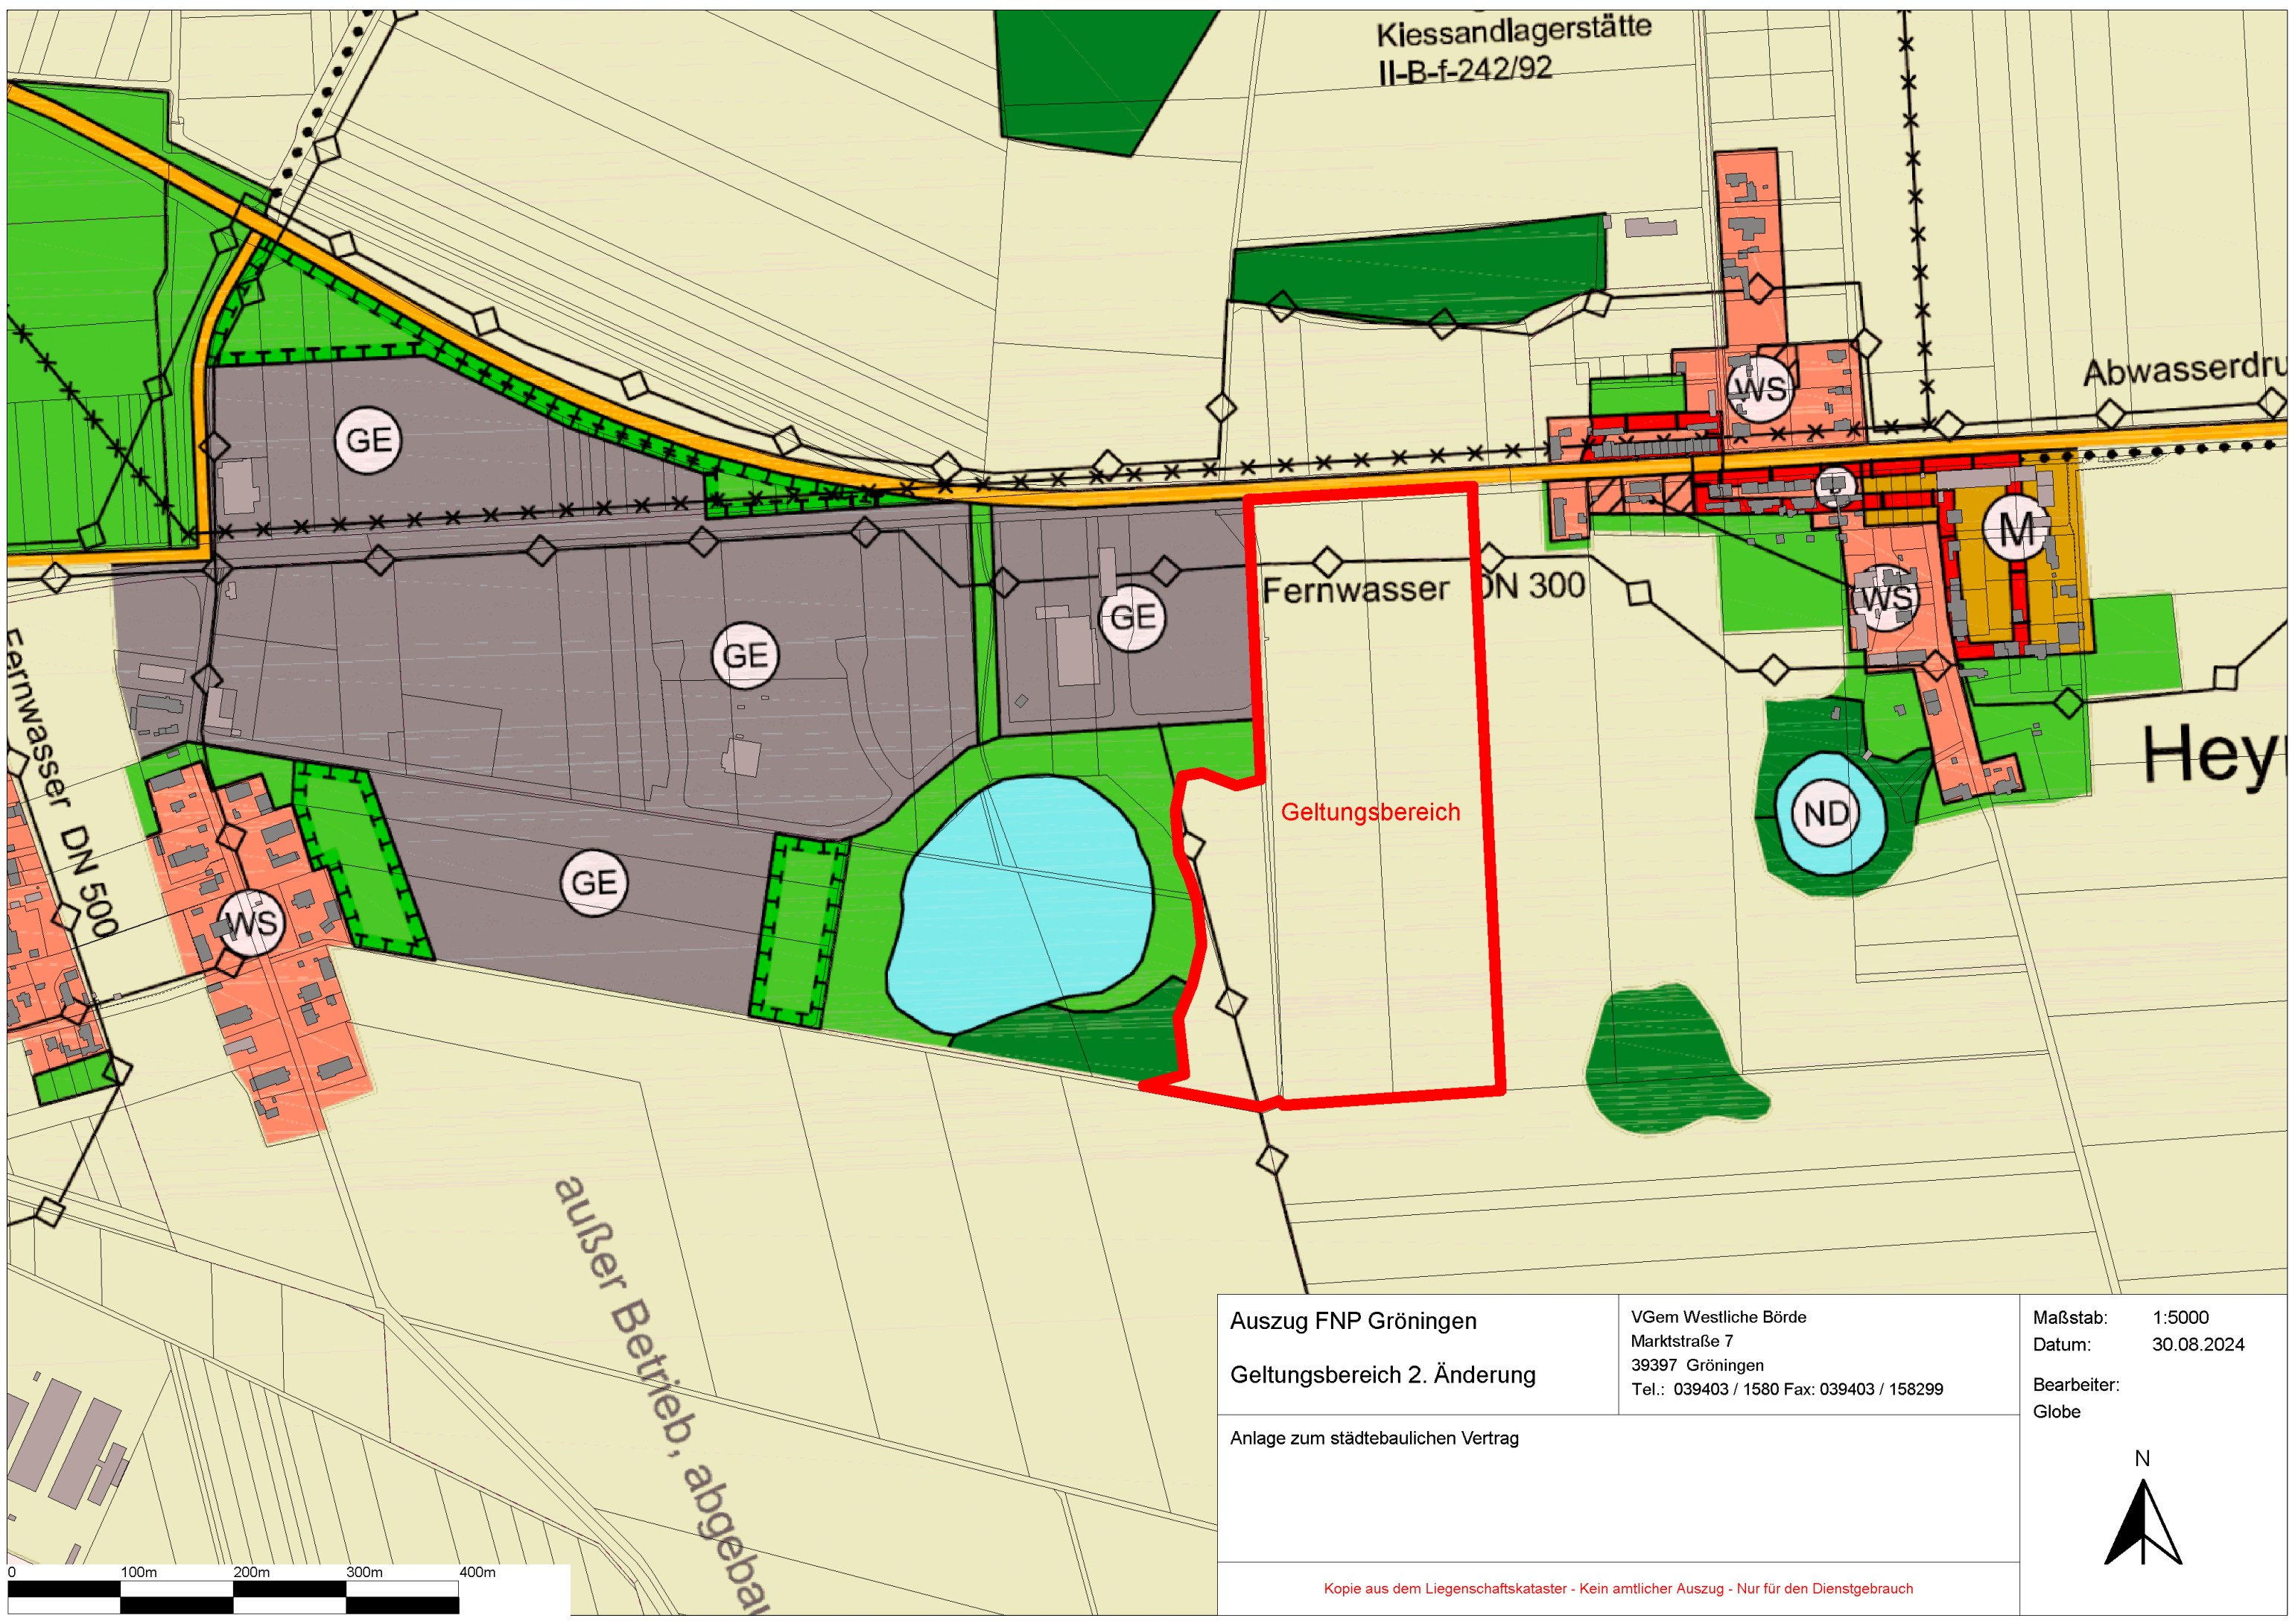 Kiessandlagerstätte
II-B-f-242/92
GE
WS
Abwasserdru
M
GE
GE
Fernwasser DN 300
WS
Fernwasser DN 500
Geltungsbereich
Hey
ND
GE
WS
außer Betrieb, abgebau
Auszug FNP Gröningen
Geltungsbereich 2. Änderung
VGem Westliche Börde
Marktstraße 7
39397 Gröningen
Tel.: 039403 / 1580 Fax: 039403 / 158299
Maßstab: 1:5000
Datum: 30.08.2024
Bearbeiter:
Globe
Anlage zum städtebaulichen Vertrag
N
Kopie aus dem Liegenschaftskataster - Kein amtlicher Auszug - Nur für den Dienstgebrauch
0 100m 200m 300m 400m